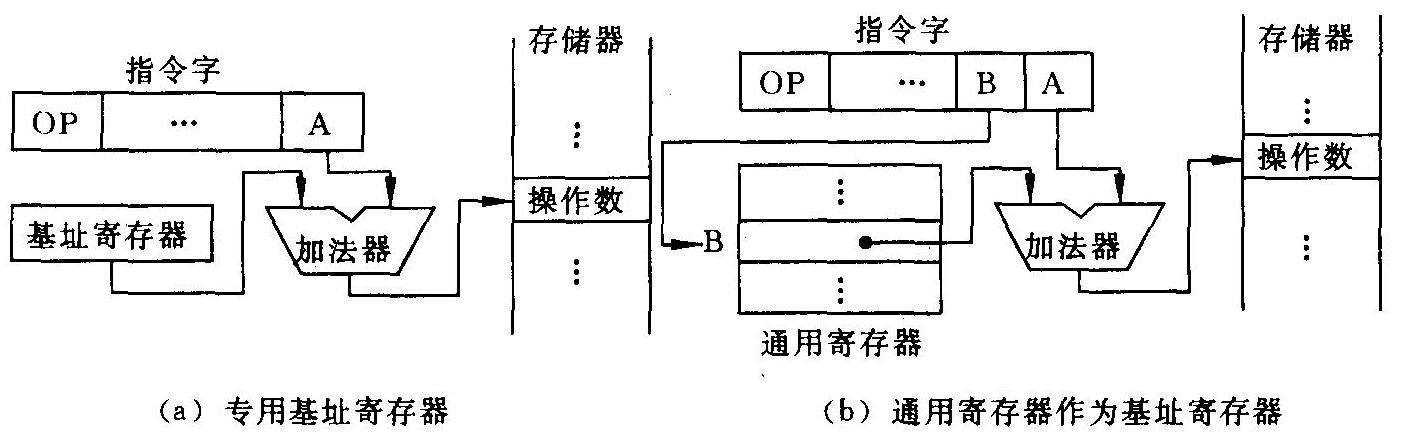 指令字
OP ··· A
基址寄存器
加法器
存储器
⋮
操作数
⋮
(a) 专用基址寄存器
指令字
OP ··· B A
B
⋮
⋮
通用寄存器
加法器
存储器
⋮
操作数
⋮
(b) 通用寄存器作为基址寄存器